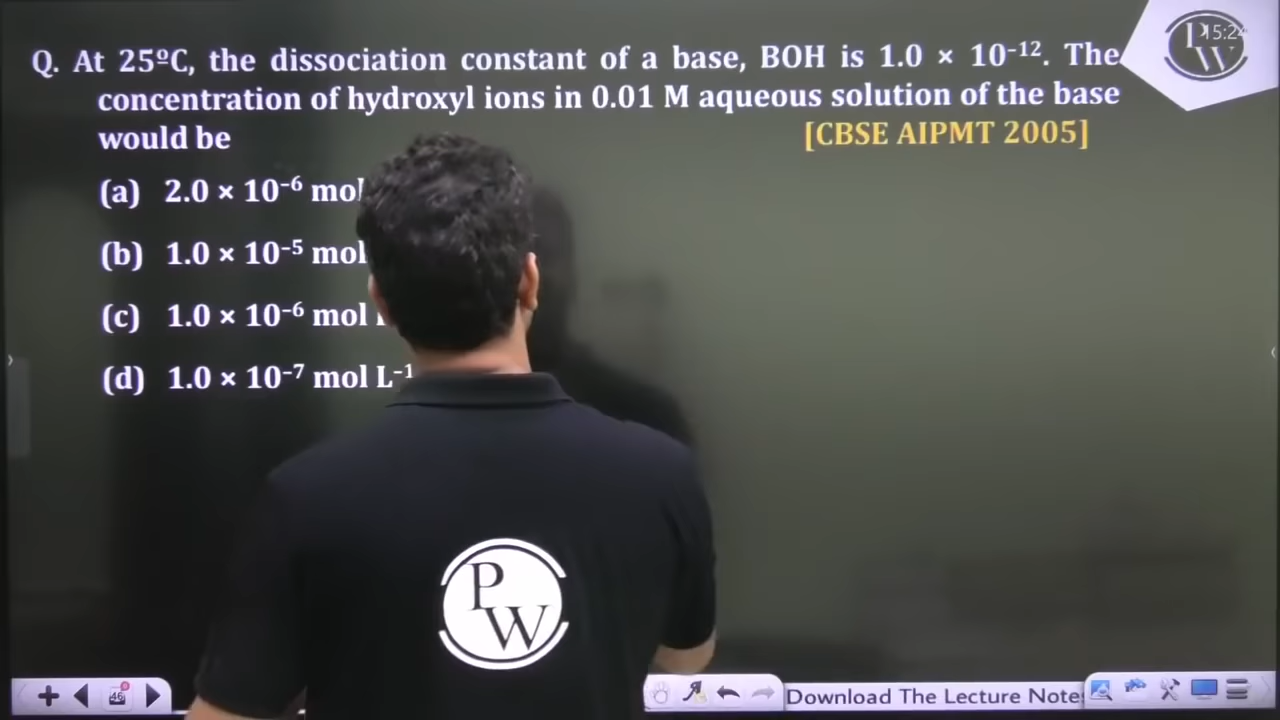 Q. At 25ºC, the dissociation constant of a base, BOH is 1.0 × 10⁻¹². The
concentration of hydroxyl ions in 0.01 M aqueous solution of the base
would be [CBSE AIPMT 2005]
(a) 2.0 × 10⁻⁶ mol
(b) 1.0 × 10⁻⁵ mol
(c) 1.0 × 10⁻⁶ mol
(d) 1.0 × 10⁻⁷ mol L⁻¹
PW
15:24
PW
46
Download The Lecture Notes